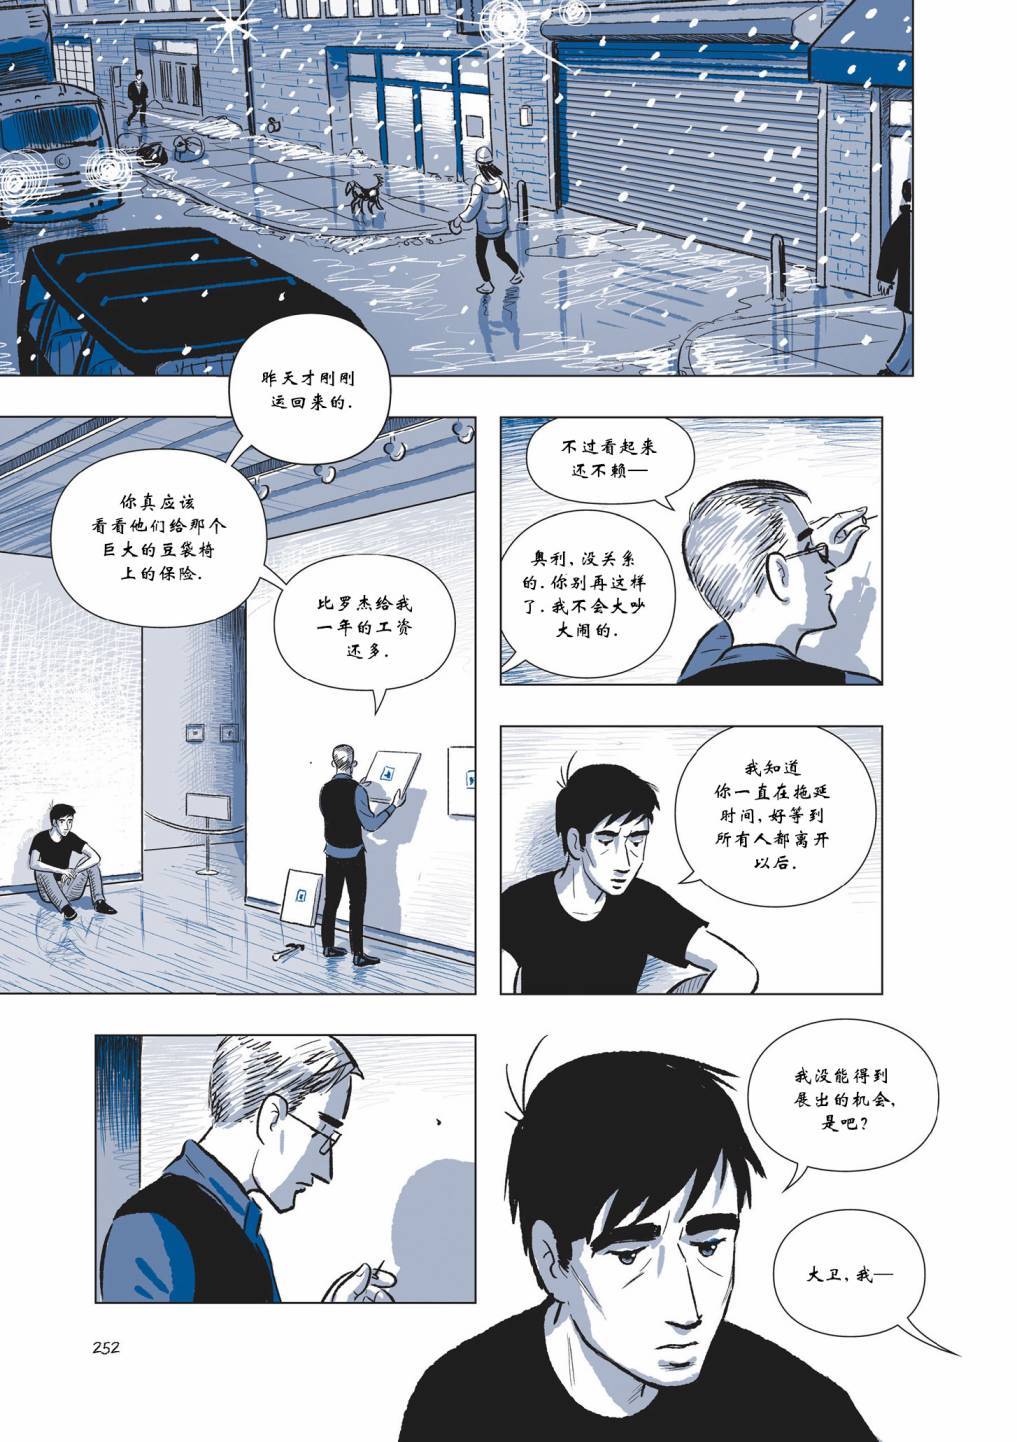 昨天才刚刚
运回来的.
你真应该
看看他们给那个
巨大的豆袋椅
上的保险.
比罗杰给我
一年的工资
还多.
不过看起来
还不赖—
奥利,没关系
的.你别再这样
了.我不会大吵
大闹的.
我知道
你一直在拖延
时间,好等到
所有人都离开
以后.
我没能得到
展出的机会,
是吧?
大卫,我—
252